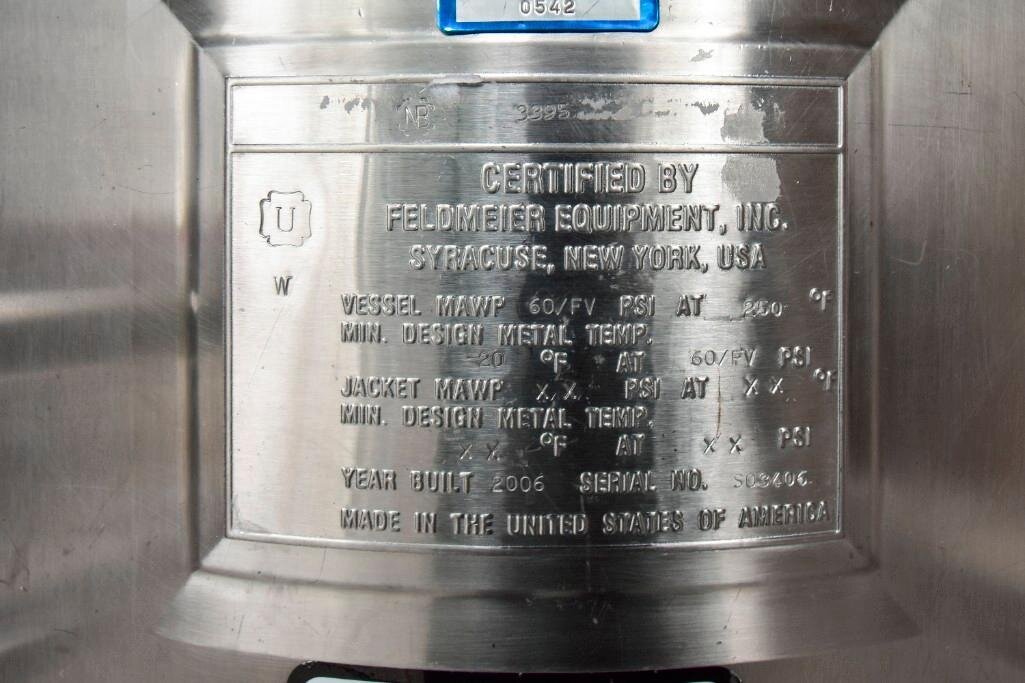 0542
NB 3395
CERTIFIED BY
U
FELDMEIER EQUIPMENT, INC.
SYRACUSE, NEW YORK, USA
W
VESSEL MAWP 60/FV PSI AT 250 °F
MIN. DESIGN METAL TEMP.
-20 °F AT 60/FV PSI
JACKET MAWP X X PSI AT X X °F
MIN. DESIGN METAL TEMP.
X X °F AT X X PSI
YEAR BUILT 2006 SERIAL NO. S03406
MADE IN THE UNITED STATES OF AMERICA